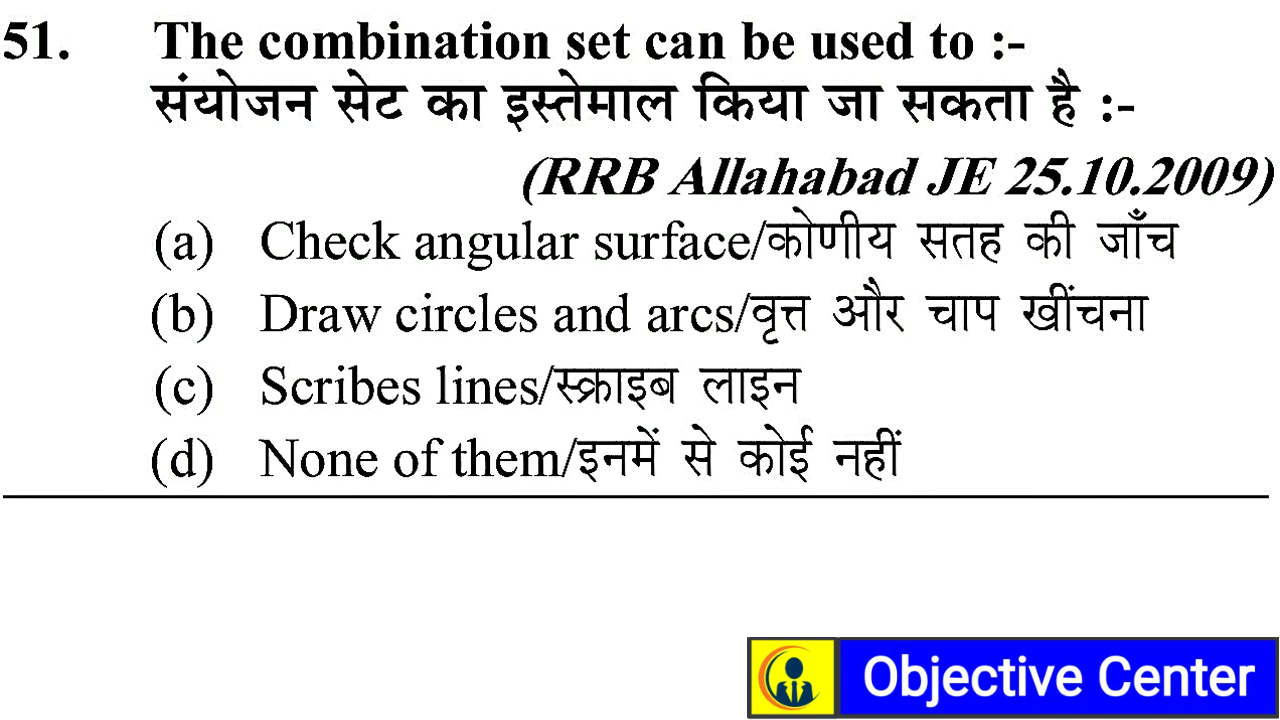 51. The combination set can be used to :-
संयोजन सेट का इस्तेमाल किया जा सकता है :-
(RRB Allahabad JE 25.10.2009)
(a) Check angular surface/कोणीय सतह की जाँच
(b) Draw circles and arcs/वृत्त और चाप खींचना
(c) Scribes lines/स्क्राइब लाइन
(d) None of them/इनमें से कोई नहीं
Objective Center